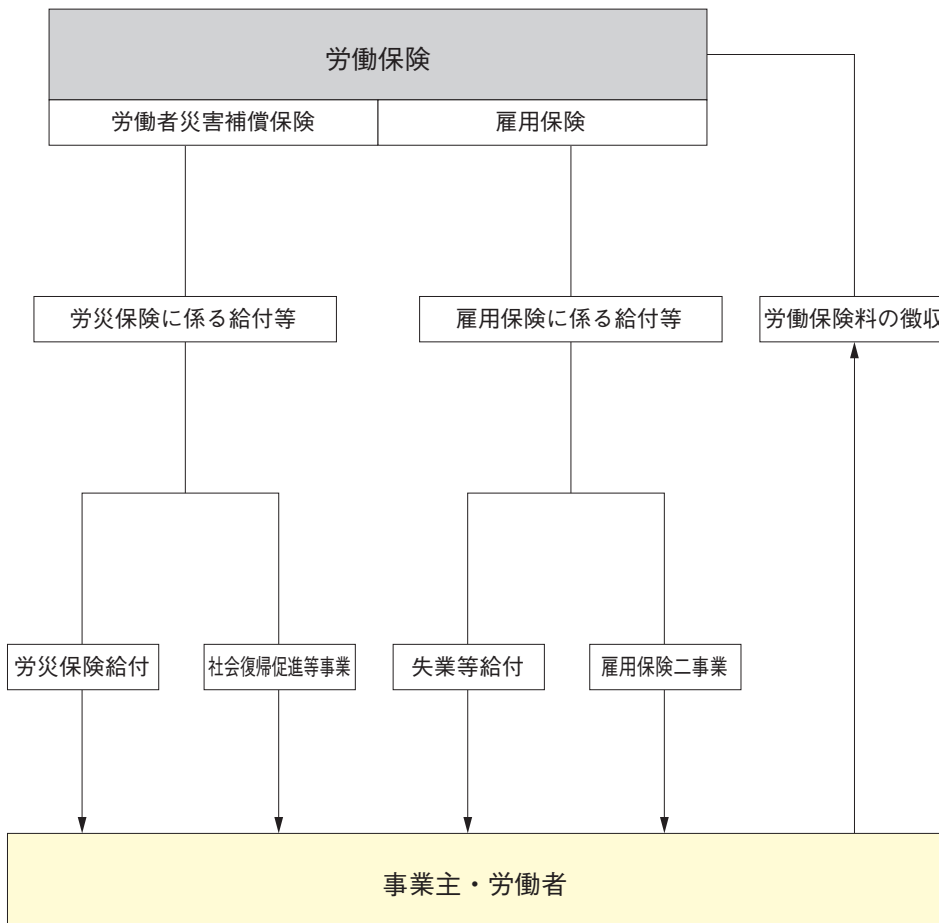 労働保険
労働者災害補償保険
雇用保険
労災保険に係る給付等
雇用保険に係る給付等
労働保険料の徴収
労災保険給付
社会復帰促進等事業
失業等給付
雇用保険二事業
事業主・労働者